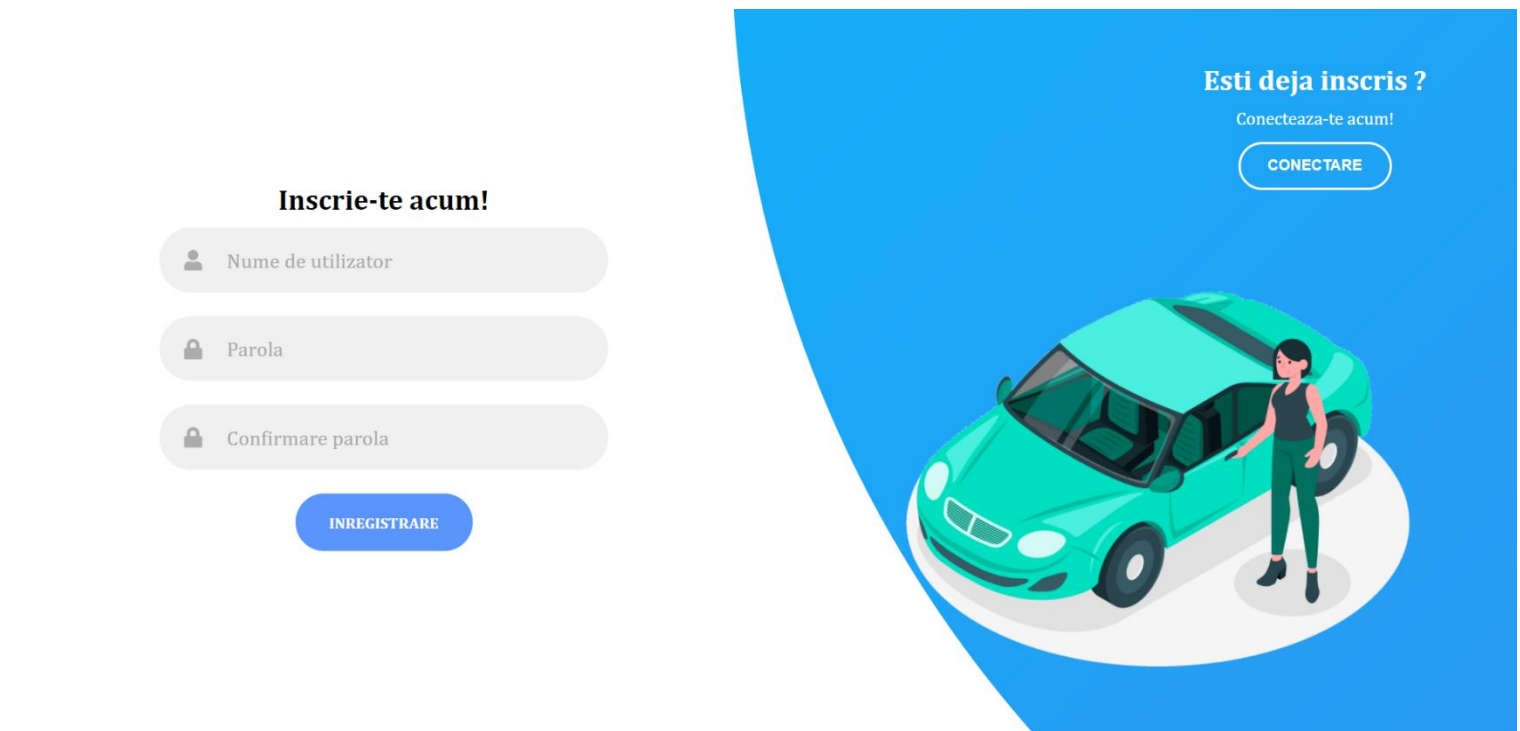 Inscrie-te acum!
Nume de utilizator
Parola
Confirmare parola
INREGISTRARE
Esti deja inscris ?
Conecteaza-te acum!
CONECTARE